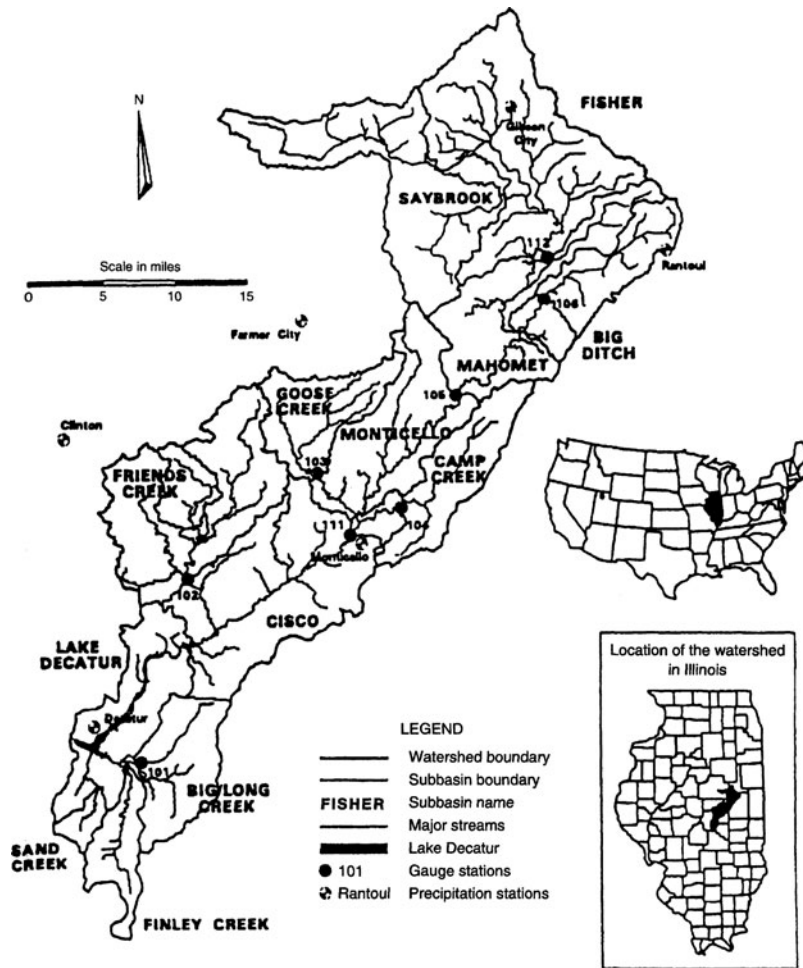 N
FISHER
Gibson
City
SAYBROOK
112
Rantoul
Scale in miles
0 5 10 15
106
Farmer City
BIG
DITCH
MAHOMET
105
GOOSE
CREEK
Clinton
MONTICELLO
103
CAMP
CREEK
FRIENDS
CREEK
104
111
Monticello
102
CISCO
LAKE
DECATUR
Location of the watershed
in Illinois
Decatur
101
BIG/LONG
CREEK
SAND
CREEK
FINLEY CREEK
LEGEND
Watershed boundary
Subbasin boundary
FISHER Subbasin name
Major streams
Lake Decatur
101 Gauge stations
Rantoul Precipitation stations